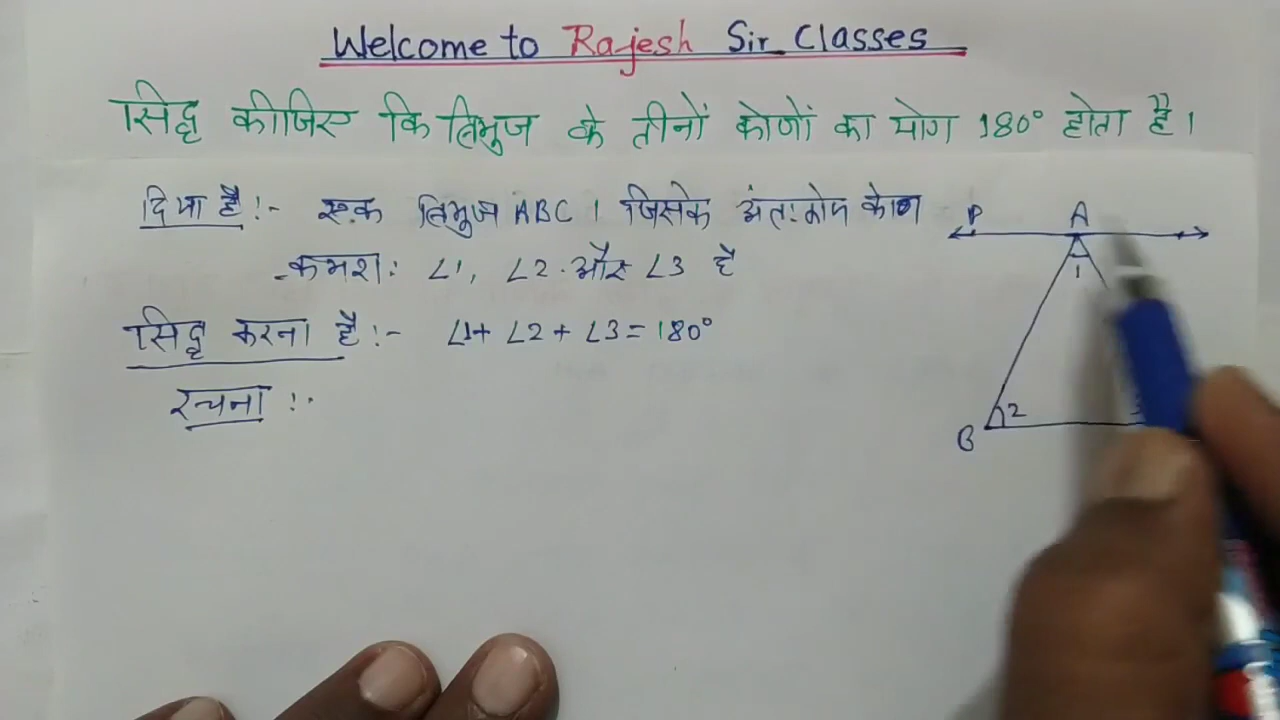 Welcome to Rajesh Sir Classes
सिद्ध कीजिए कि त्रिभुज के तीनों कोणों का योग 180° होता है।
दिया है :- एक त्रिभुज ABC । जिसके अंतः कोण
क्रमश: ∠1, ∠2. और ∠3 है
सिद्ध करना है :- ∠1+ ∠2 + ∠3 = 180°
रचना :-
P A
1
2
B